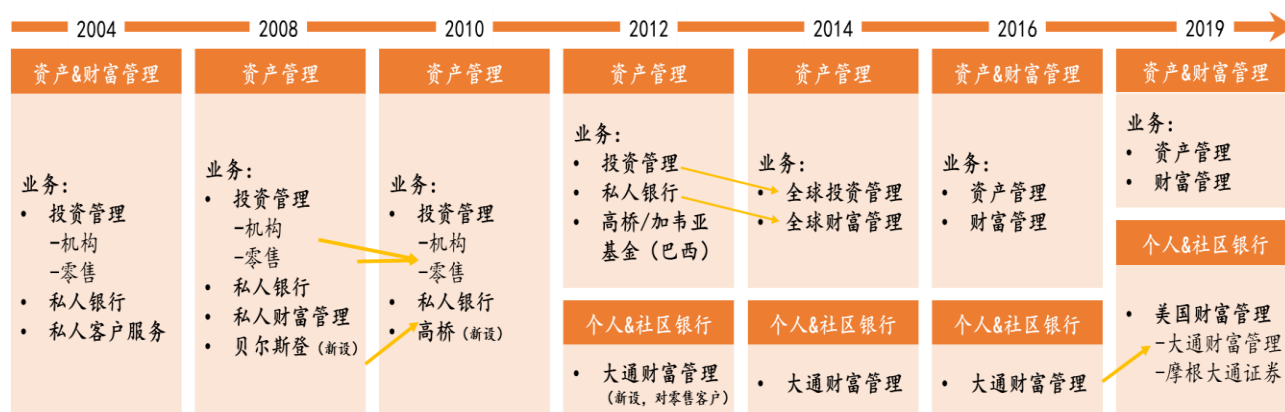 2004
2008
2010
2012
2014
2016
2019
资产&财富管理
业务：
• 投资管理
-机构
-零售
• 私人银行
• 私人客户服务
资产管理
业务：
• 投资管理
-机构
-零售
• 私人银行
• 私人财富管理
• 贝尔斯登（新设）
资产管理
业务：
• 投资管理
-机构
-零售
• 私人银行
• 高桥（新设）
资产管理
业务：
• 投资管理
• 私人银行
• 高桥/加韦亚
基金（巴西）
个人&社区银行
• 大通财富管理
（新设，对零售客户）
资产管理
业务：
• 全球投资管理
• 全球财富管理
个人&社区银行
• 大通财富管理
资产&财富管理
业务：
• 资产管理
• 财富管理
个人&社区银行
• 大通财富管理
资产&财富管理
业务：
• 资产管理
• 财富管理
个人&社区银行
• 美国财富管理
-大通财富管理
-摩根大通证券